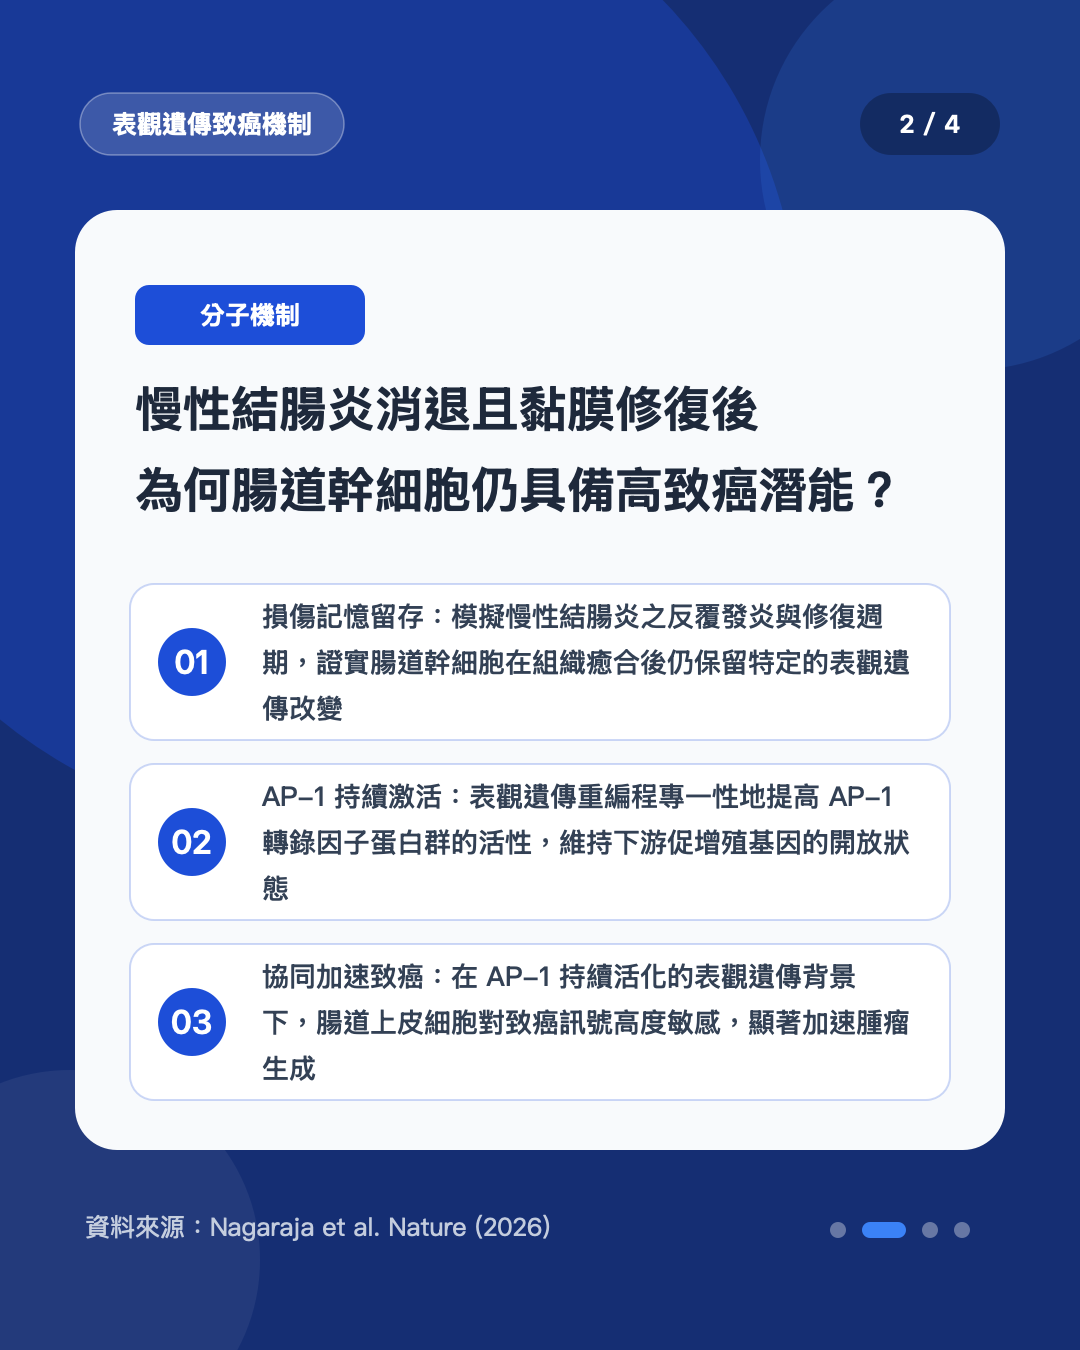 表觀遺傳致癌機制
2 / 4
分子機制
慢性結腸炎消退且黏膜修復後
為何腸道幹細胞仍具備高致癌潛能？
01
損傷記憶留存：模擬慢性結腸炎之反覆發炎與修復週
期，證實腸道幹細胞在組織癒合後仍保留特定的表觀遺
傳改變
02
AP–1 持續激活：表觀遺傳重編程專一性地提高 AP–1
轉錄因子蛋白群的活性，維持下游促增殖基因的開放狀
態
03
協同加速致癌：在 AP–1 持續活化的表觀遺傳背景
下，腸道上皮細胞對致癌訊號高度敏感，顯著加速腫瘤
生成
資料來源：Nagaraja et al. Nature (2026)